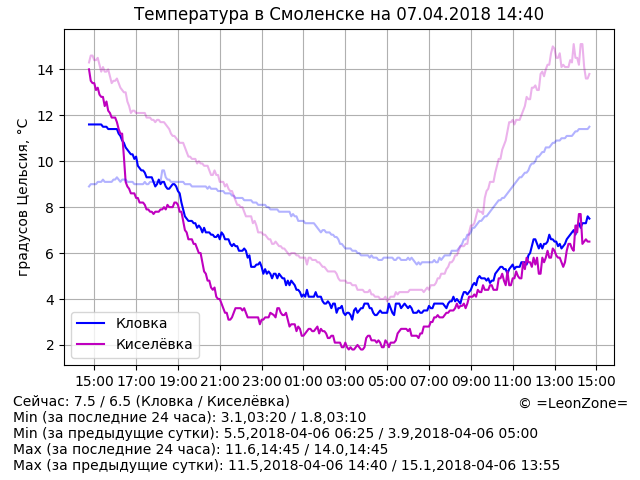 Температура в Смоленске на 07.04.2018 14:40
градусов Цельсия, °C
14
12
10
8
6
4
2
Кловка
Киселёвка
15:00 17:00 19:00 21:00 23:00 01:00 03:00 05:00 07:00 09:00 11:00 13:00 15:00
Сейчас: 7.5 / 6.5 (Кловка / Киселёвка)
© =LeonZone=
Min (за последние 24 часа): 3.1,03:20 / 1.8,03:10
Min (за предыдущие сутки): 5.5,2018-04-06 06:25 / 3.9,2018-04-06 05:00
Max (за последние 24 часа): 11.6,14:45 / 14.0,14:45
Max (за предыдущие сутки): 11.5,2018-04-06 14:40 / 15.1,2018-04-06 13:55